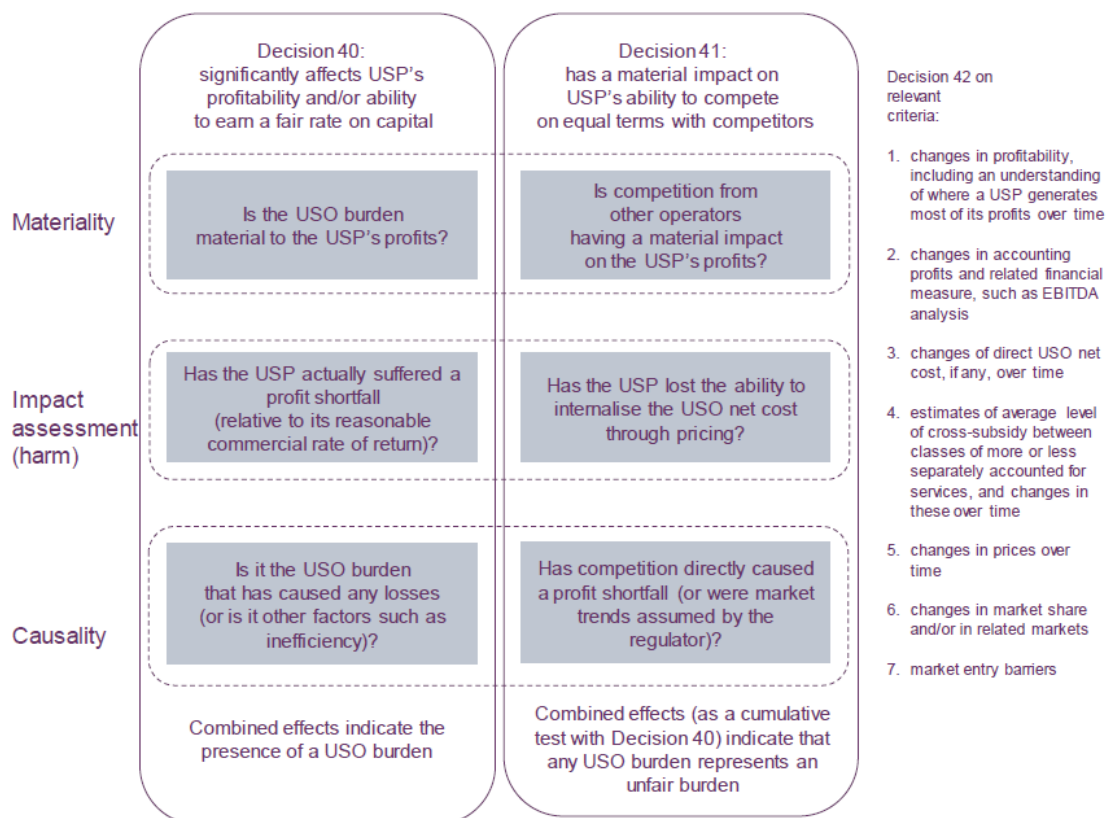 Decision 40:
significantly affects USP's
profitability and/or ability
to earn a fair rate on capital
Decision 41:
has a material impact on
USP's ability to compete
on equal terms with competitors
Materiality
Is the USO burden
material to the USP's profits?
Is competition from
other operators
having a material impact
on the USP's profits?
Impact
assessment
(harm)
Has the USP actually suffered a
profit shortfall
(relative to its reasonable
commercial rate of return)?
Has the USP lost the ability to
internalise the USO net cost
through pricing?
Causality
Is it the USO burden
that has caused any losses
(or is it other factors such as
inefficiency)?
Has competition directly caused
a profit shortfall (or were market
trends assumed by the
regulator)?
Combined effects indicate the
presence of a USO burden
Combined effects (as a cumulative
test with Decision 40) indicate that
any USO burden represents an
unfair burden
Decision 42 on
relevant
criteria:
1. changes in profitability,
including an understanding
of where a USP generates
most of its profits over time
2. changes in accounting
profits and related financial
measure, such as EBITDA
analysis
3. changes of direct USO net
cost, if any, over time
4. estimates of average level
of cross-subsidy between
classes of more or less
separately accounted for
services, and changes in
these over time
5. changes in prices over
time
6. changes in market share
and/or in related markets
7. market entry barriers